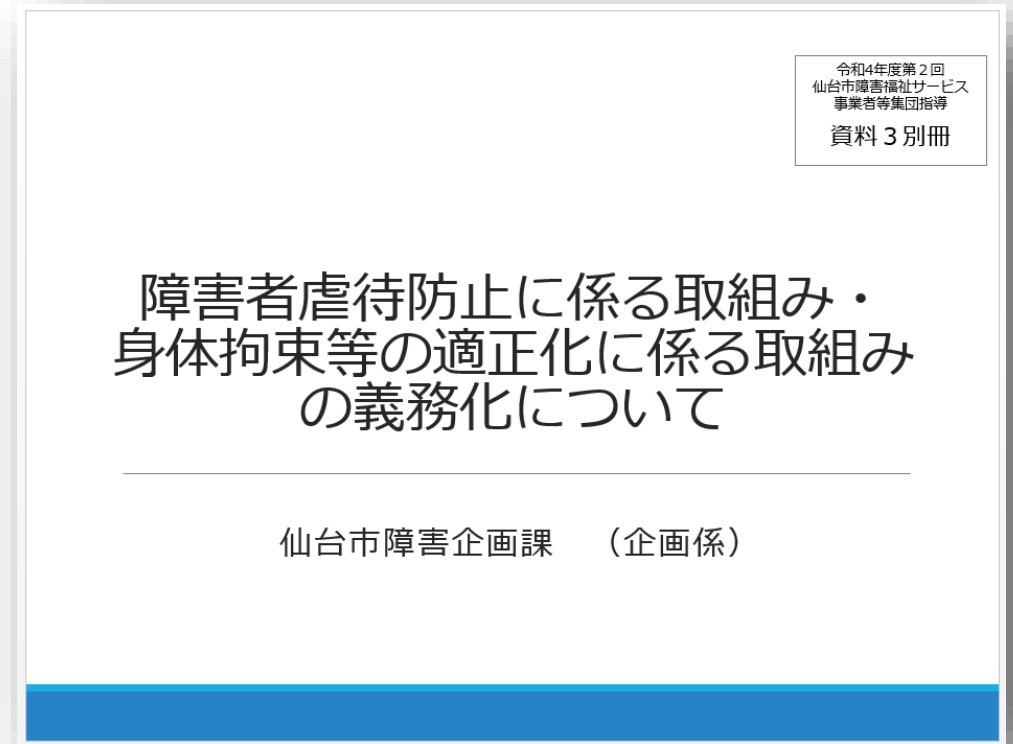 令和4年度第２回
仙台市障害福祉サービス
事業者等集団指導
資料３別冊
障害者虐待防止に係る取組み・
身体拘束等の適正化に係る取組み
の義務化について
仙台市障害企画課　（企画係）